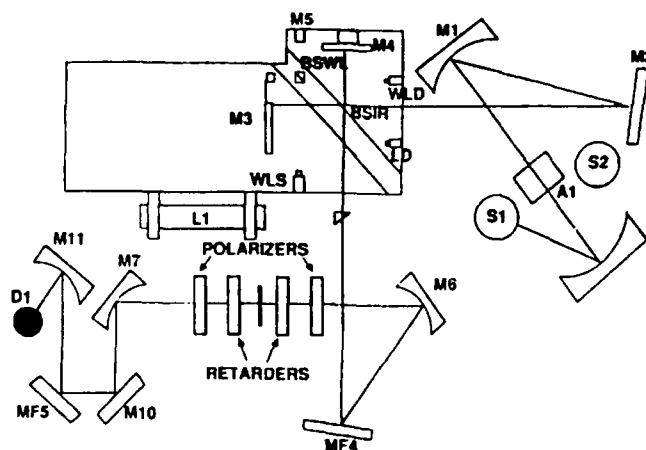 M5
M1
M4
BSWL
WLD
M3
BSIR
S2
LD
A1
WLS
S1
L1
M11
M7
POLARIZERS
M6
D1
RETARDERS
MF5
M10
MF4